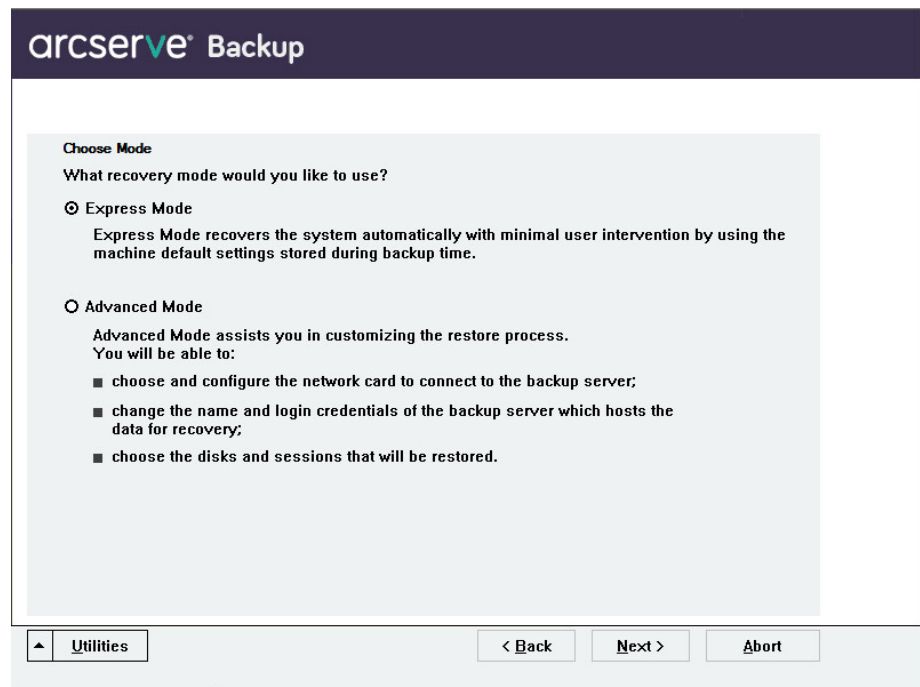 arcserve® Backup
Choose Mode
What recovery mode would you like to use?
Express Mode
Express Mode recovers the system automatically with minimal user intervention by using the
machine default settings stored during backup time.
Advanced Mode
Advanced Mode assists you in customizing the restore process.
You will be able to:
choose and configure the network card to connect to the backup server;
change the name and login credentials of the backup server which hosts the
data for recovery;
choose the disks and sessions that will be restored.
Utilities
< Back
Next >
Abort